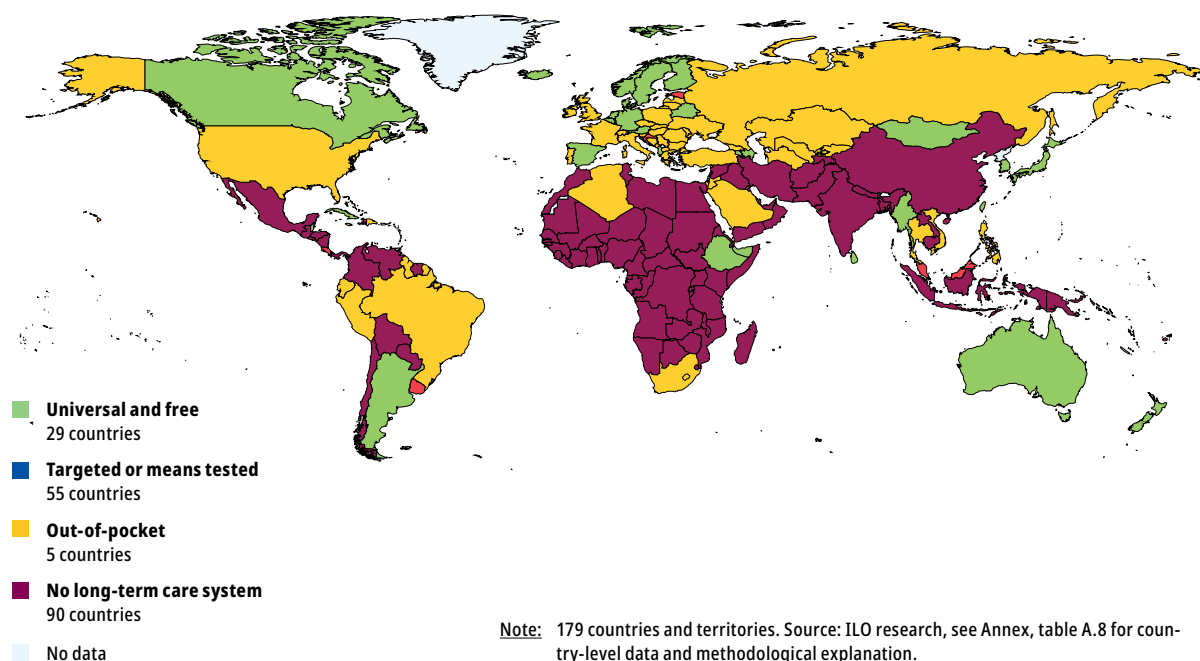 Universal and free
29 countries
Targeted or means tested
55 countries
Out-of-pocket
5 countries
No long-term care system
90 countries
No data
Note: 179 countries and territories. Source: ILO research, see Annex, table A.8 for coun-
try-level data and methodological explanation.